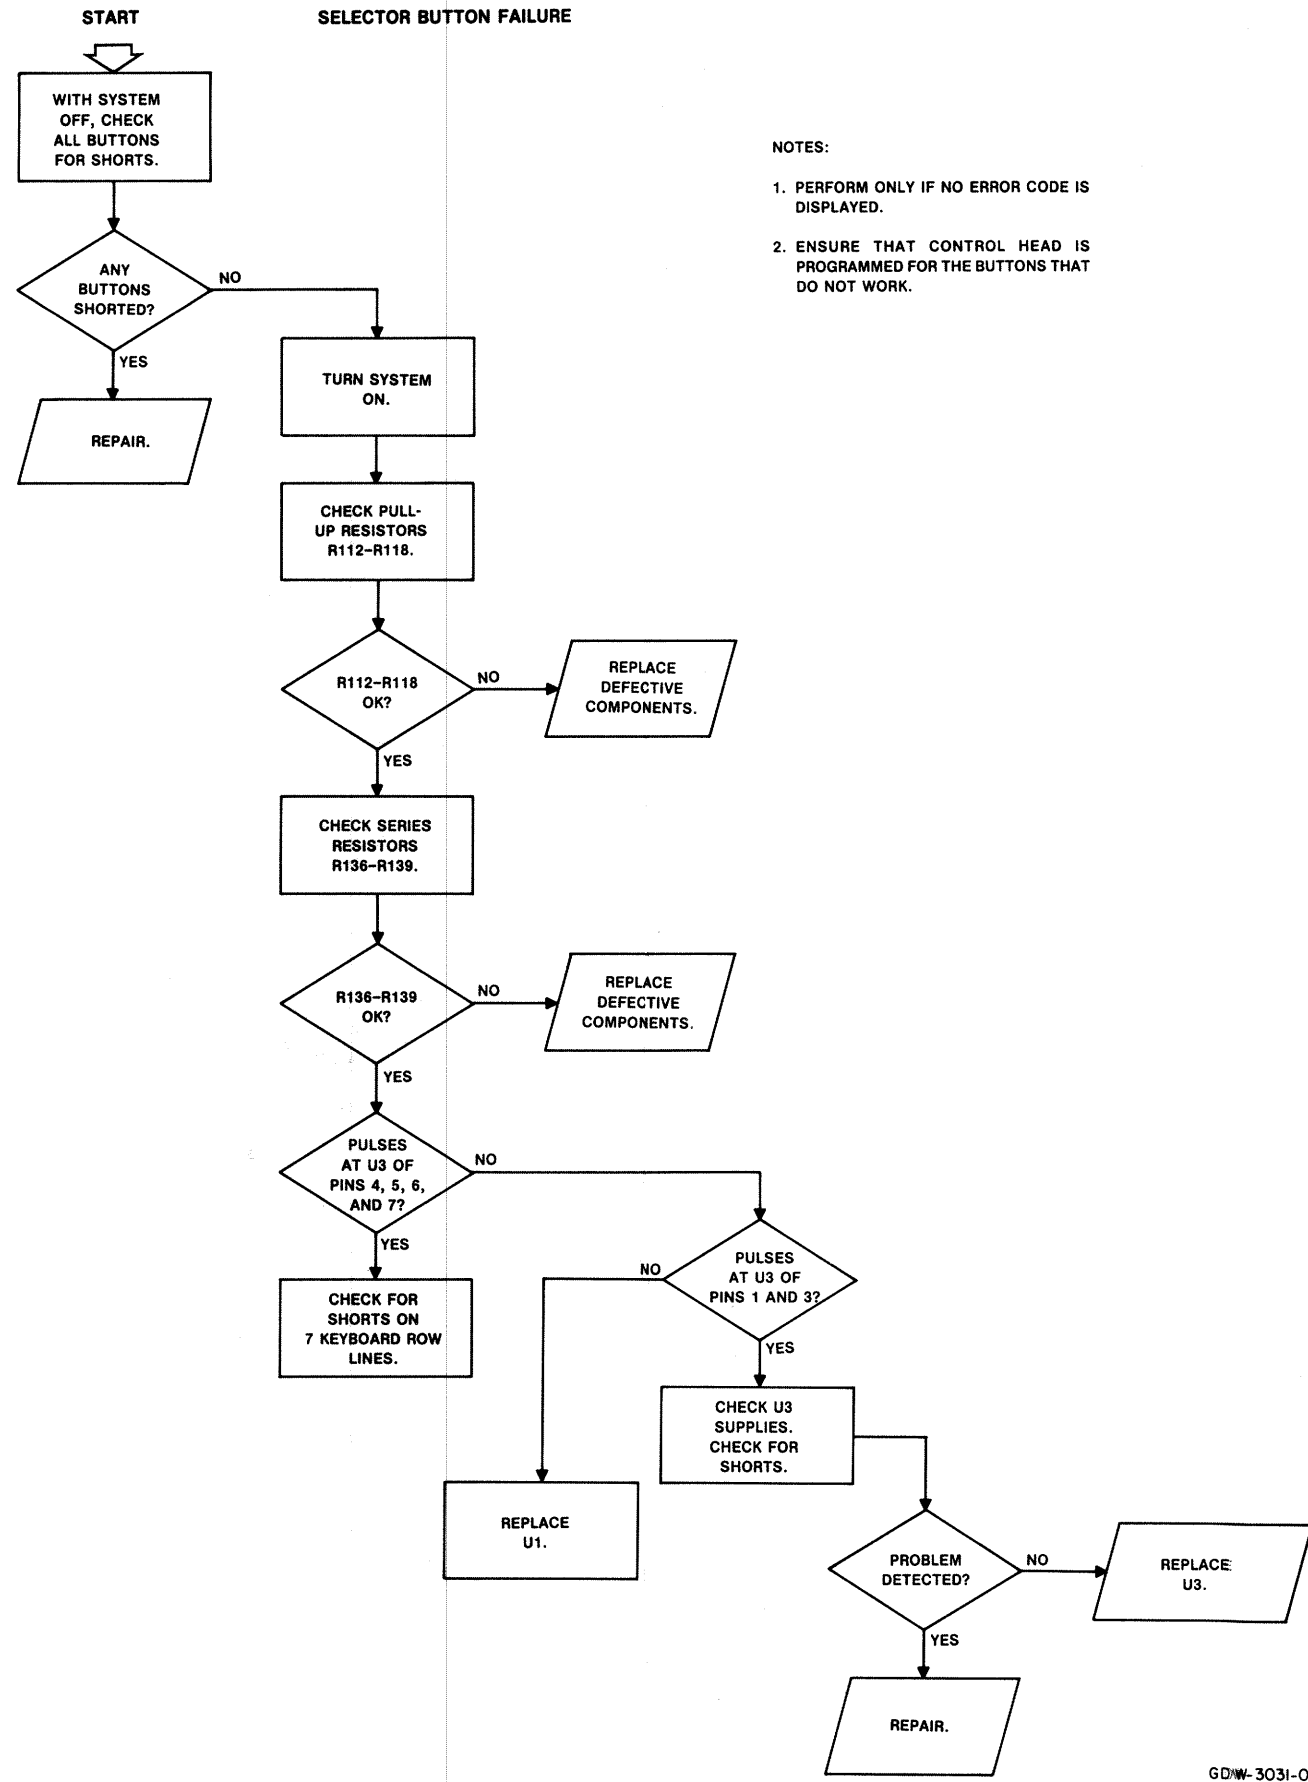 START
SELECTOR BUTTON FAILURE
WITH SYSTEM
OFF, CHECK
ALL BUTTONS
FOR SHORTS.
NOTES:
1. PERFORM ONLY IF NO ERROR CODE IS
DISPLAYED.
2. ENSURE THAT CONTROL HEAD IS
PROGRAMMED FOR THE BUTTONS THAT
DO NOT WORK.
ANY
BUTTONS
SHORTED?
NO
YES
REPAIR.
TURN SYSTEM
ON.
CHECK PULL-
UP RESISTORS
R112–R118.
R112–R118
OK?
NO
REPLACE
DEFECTIVE
COMPONENTS.
YES
CHECK SERIES
RESISTORS
R136–R139.
R136–R139
OK?
NO
REPLACE
DEFECTIVE
COMPONENTS.
YES
PULSES
AT U3 OF
PINS 4, 5, 6,
AND 7?
NO
YES
CHECK FOR
SHORTS ON
7 KEYBOARD ROW
LINES.
PULSES
AT U3 OF
PINS 1 AND 3?
NO
YES
REPLACE
U1.
CHECK U3
SUPPLIES.
CHECK FOR
SHORTS.
PROBLEM
DETECTED?
NO
REPLACE
U3.
YES
REPAIR.